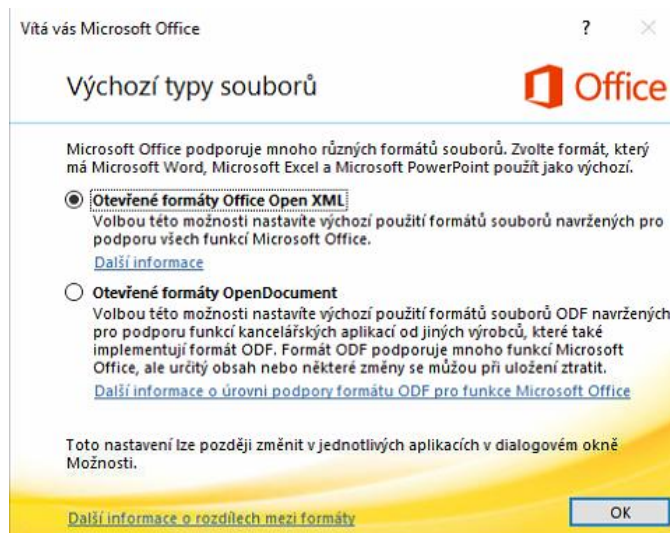 Vítá vás Microsoft Office
?
Výchozí typy souborů
Office
Microsoft Office podporuje mnoho různých formátů souborů. Zvolte formát, který
má Microsoft Word, Microsoft Excel a Microsoft PowerPoint použít jako výchozí.
Otevřené formáty Office Open XML
Volbou této možnosti nastavíte výchozí použití formátů souborů navržených pro
podporu všech funkcí Microsoft Office.
Další informace
Otevřené formáty OpenDocument
Volbou této možnosti nastavíte výchozí použití formátů souborů ODF navržených
pro podporu funkcí kancelářských aplikací od jiných výrobců, které také
implementují formát ODF. Formát ODF podporuje mnoho funkcí Microsoft
Office, ale určitý obsah nebo některé změny se můžou při uložení ztratit.
Další informace o úrovni podpory formátu ODF pro funkce Microsoft Office
Toto nastavení lze později změnit v jednotlivých aplikacích v dialogovém okně
Možnosti.
Další informace o rozdílech mezi formáty
OK